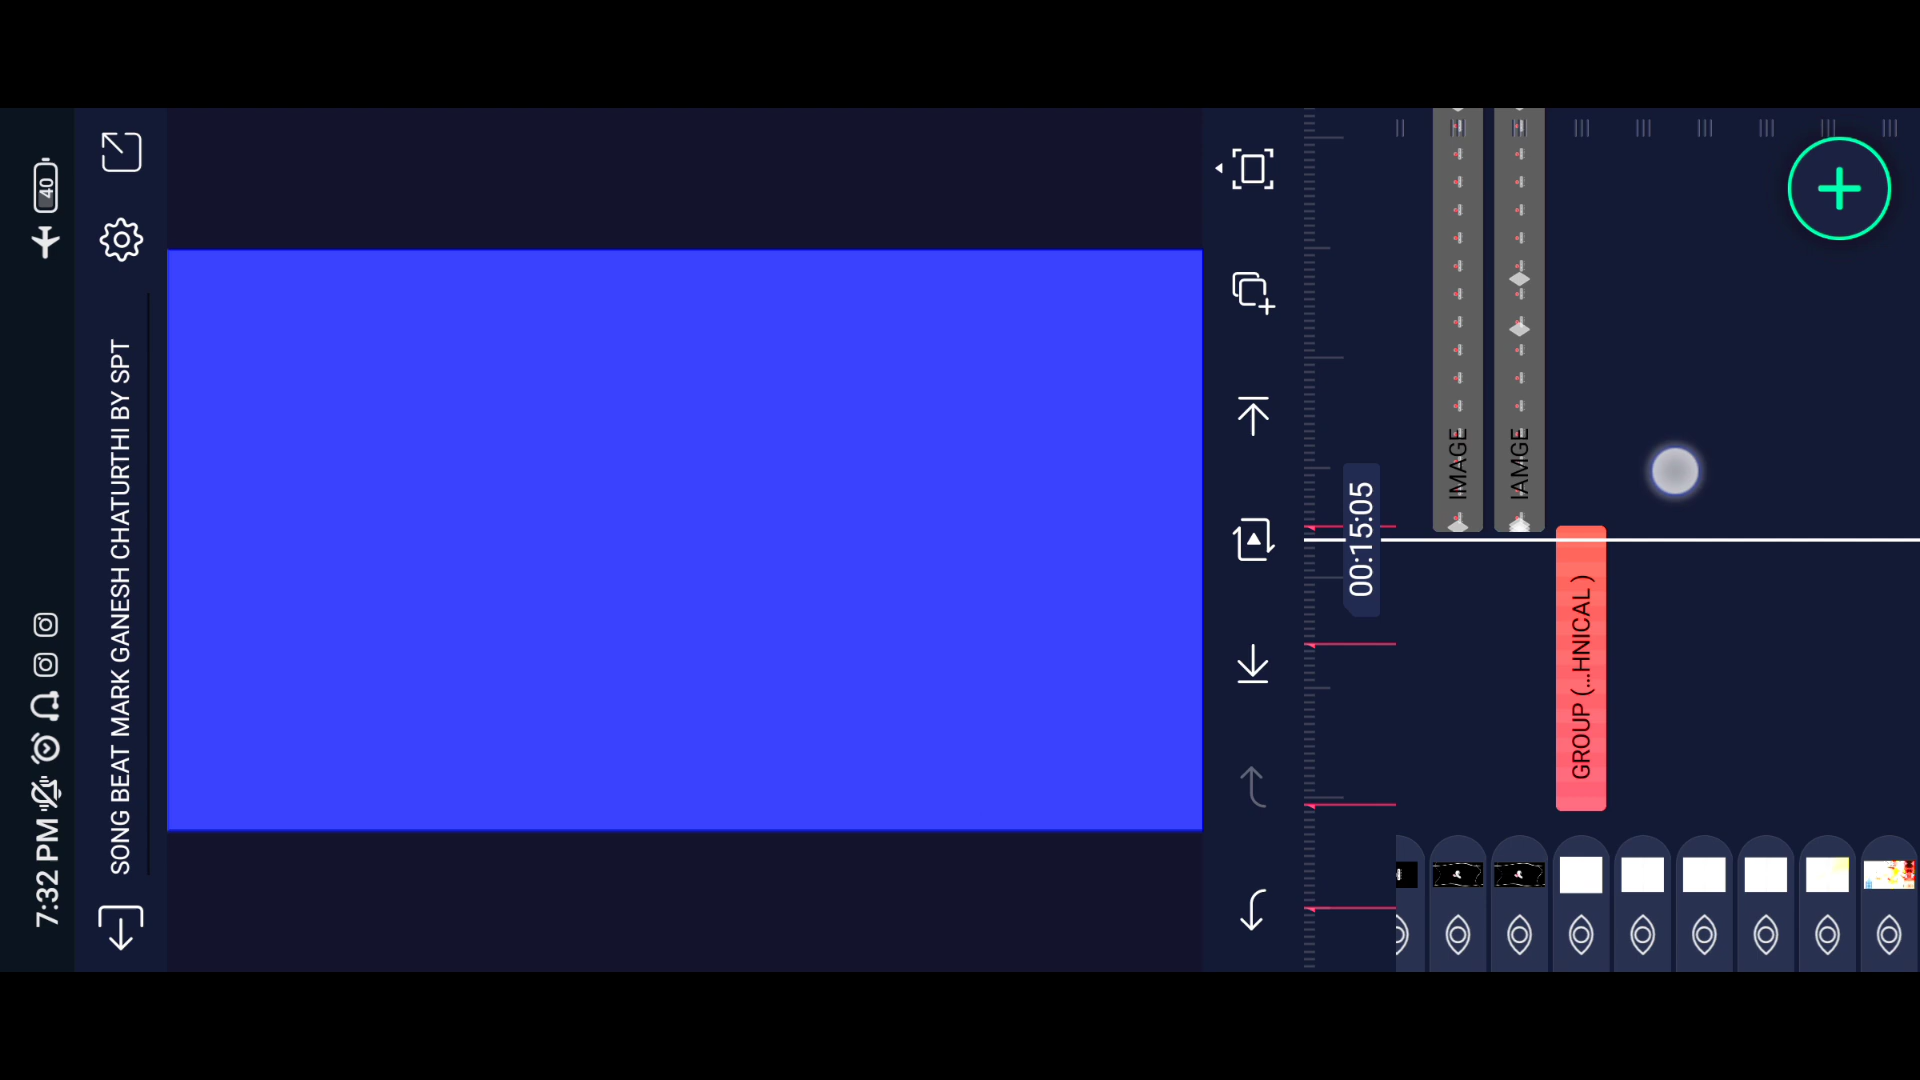 7:32 PM
40
SONG BEAT MARK GANESH CHATURTHI BY SPT
00:15:05
IMAGE
IAMGE
GROUP (...HNICAL )